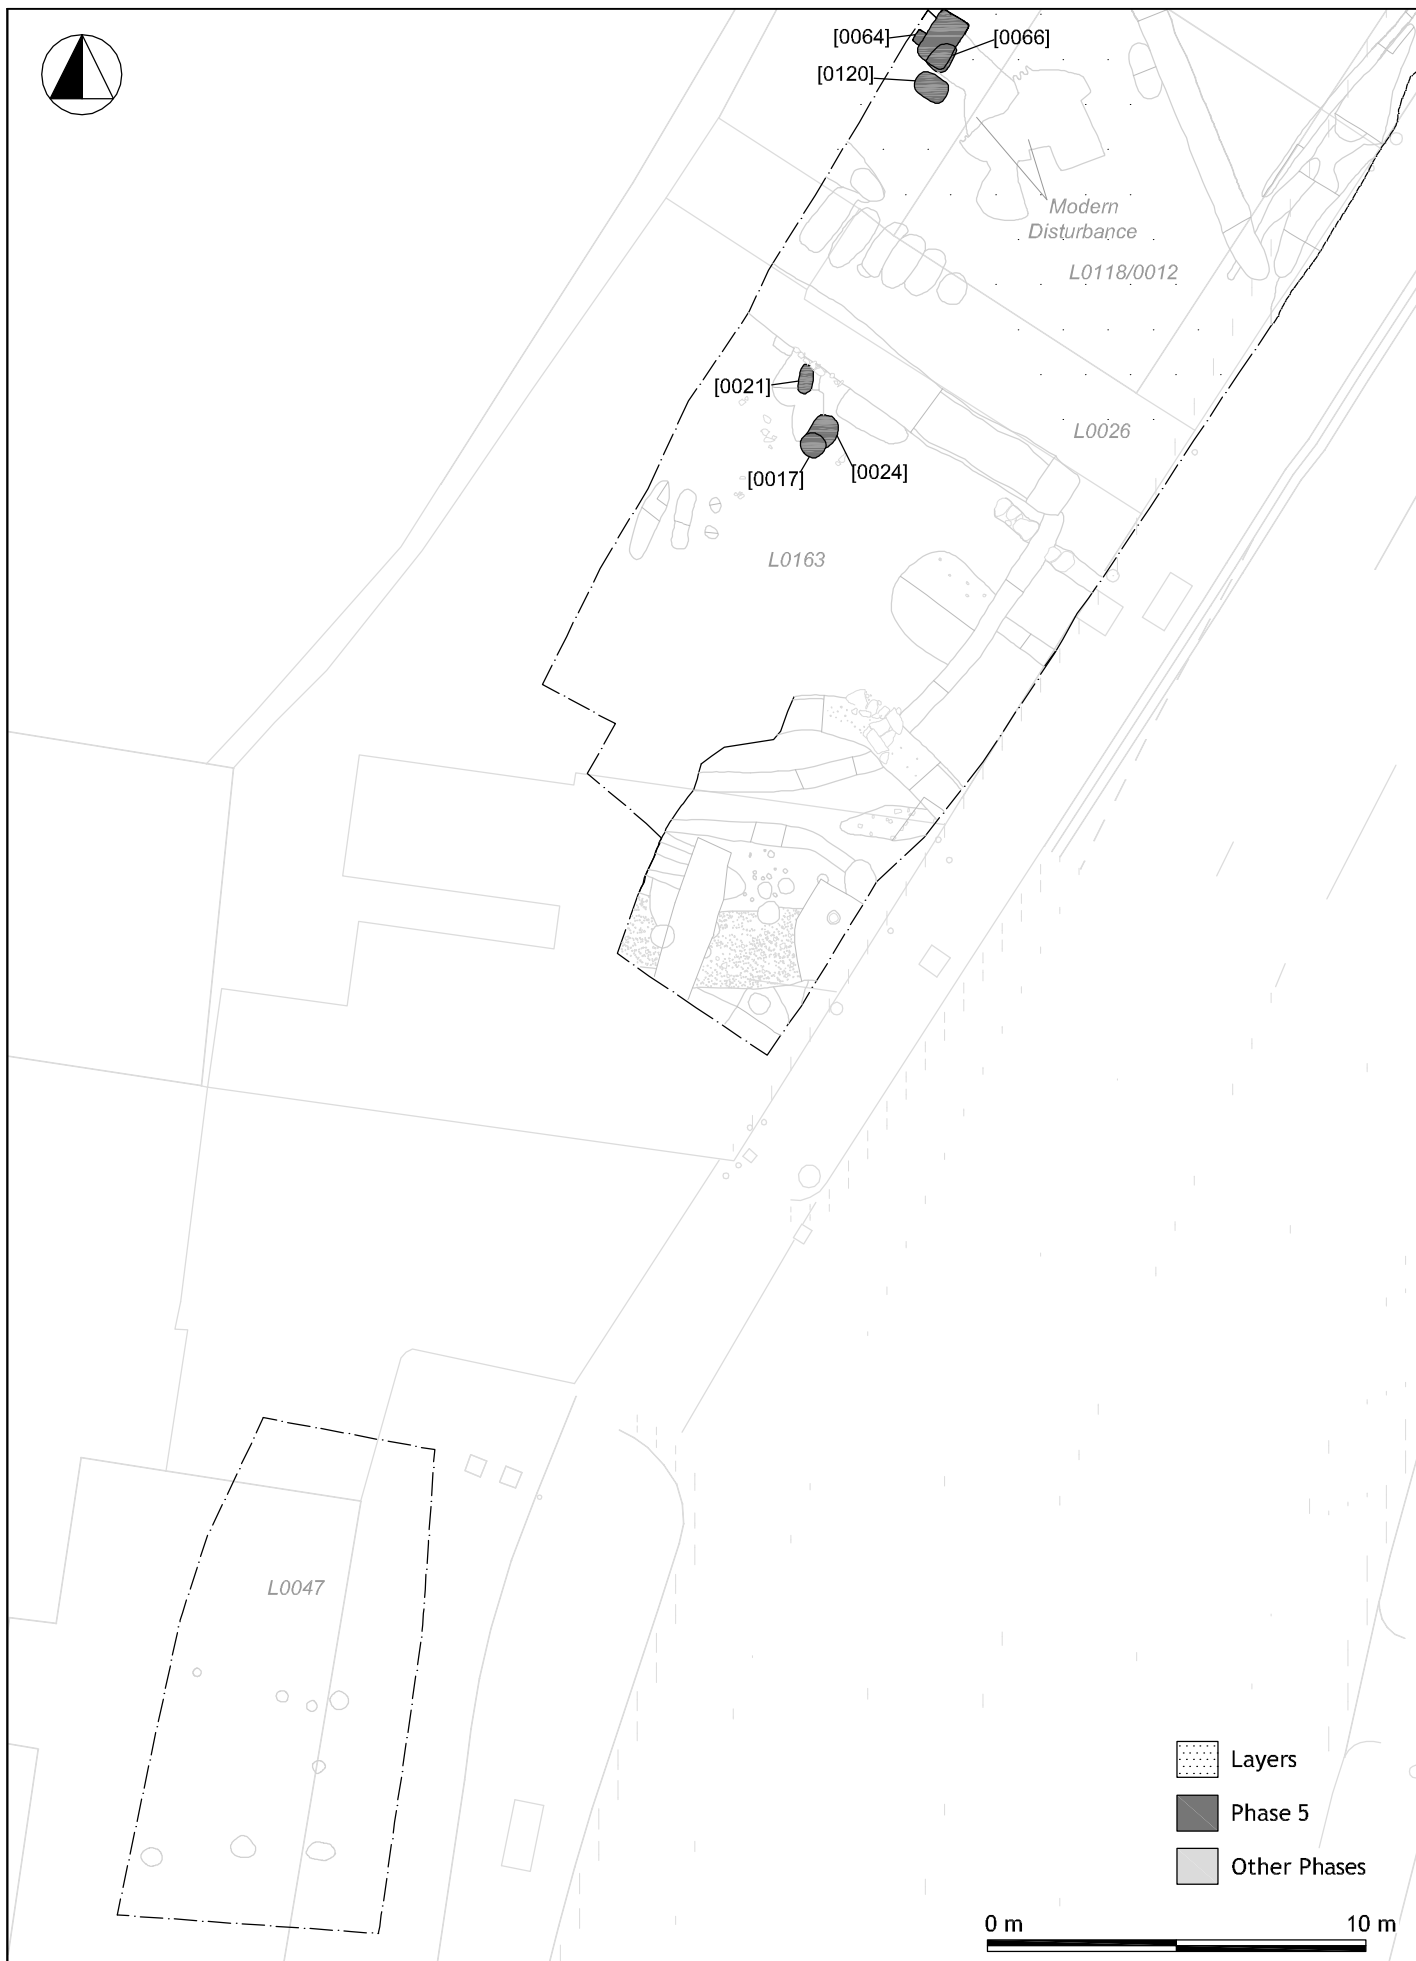 [0064]
[0066]
[0120]
Modern
Disturbance
L0118/0012
[0021]
L0026
[0017]
[0024]
L0163
L0047
Layers
Phase 5
Other Phases
0 m
10 m